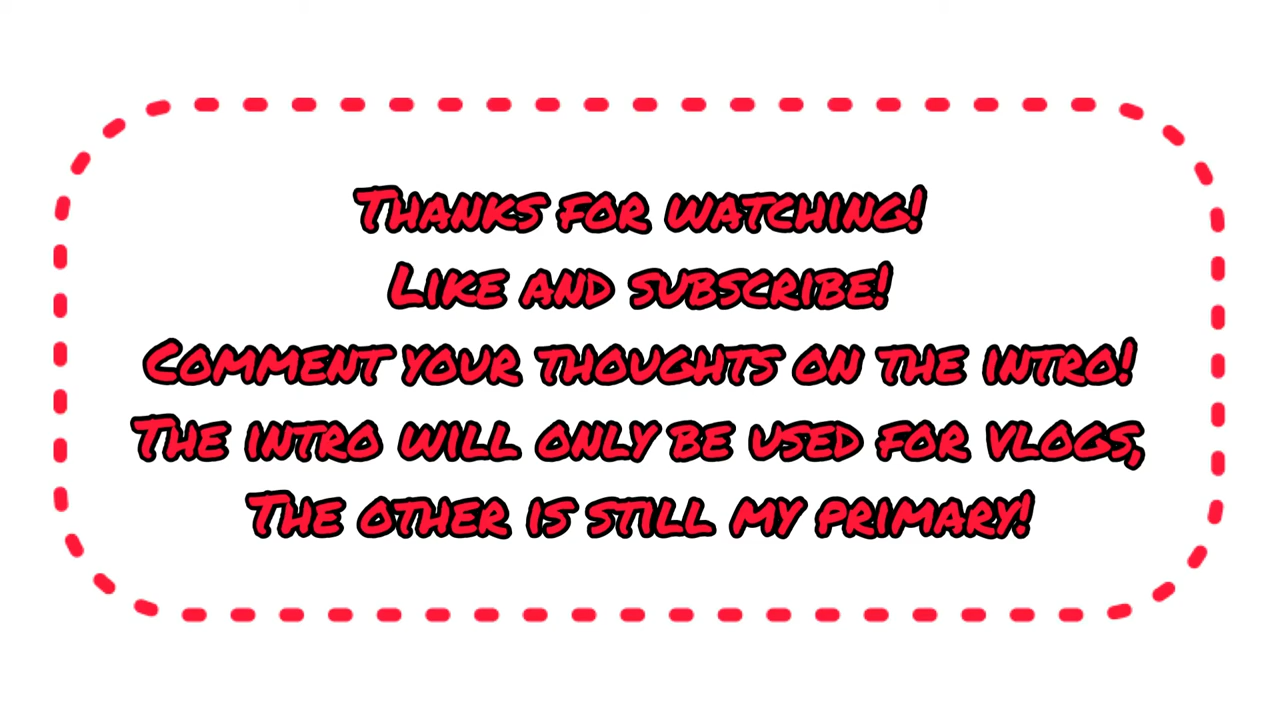 Thanks for watching!
Like and subscribe!
Comment your thoughts on the intro!
The intro will only be used for vlogs,
The other is still my primary!